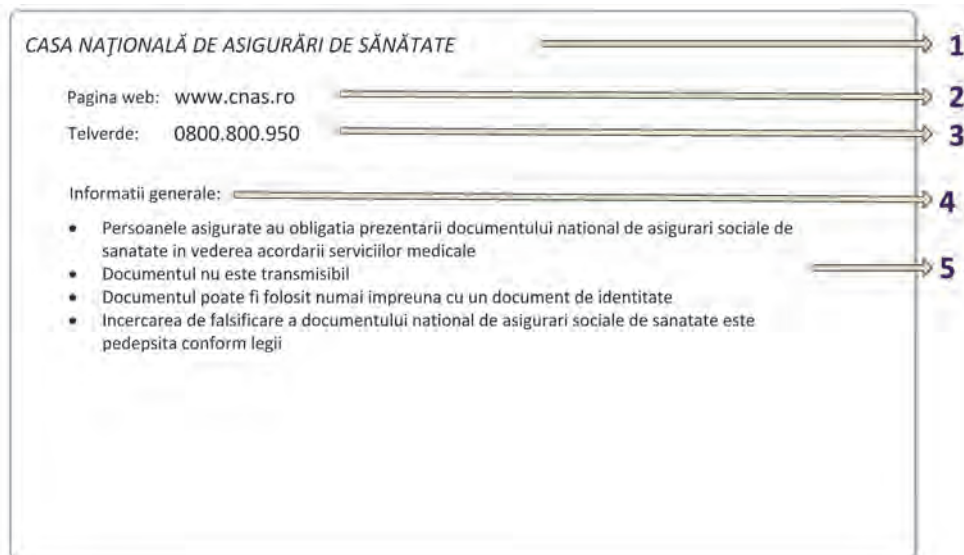 CASA NAŢIONALĂ DE ASIGURĂRI DE SĂNĂTATE 1
Pagina web: www.cnas.ro 2
Telverde: 0800.800.950 3
Informatii generale: 4
• Persoanele asigurate au obligatia prezentarii documentului national de asigurari sociale de
sanatate in vederea acordarii serviciilor medicale
5
• Documentul nu este transmisibil
• Documentul poate fi folosit numai impreuna cu un document de identitate
• Incercarea de falsificare a documentului national de asigurari sociale de sanatate este
pedepsita conform legii